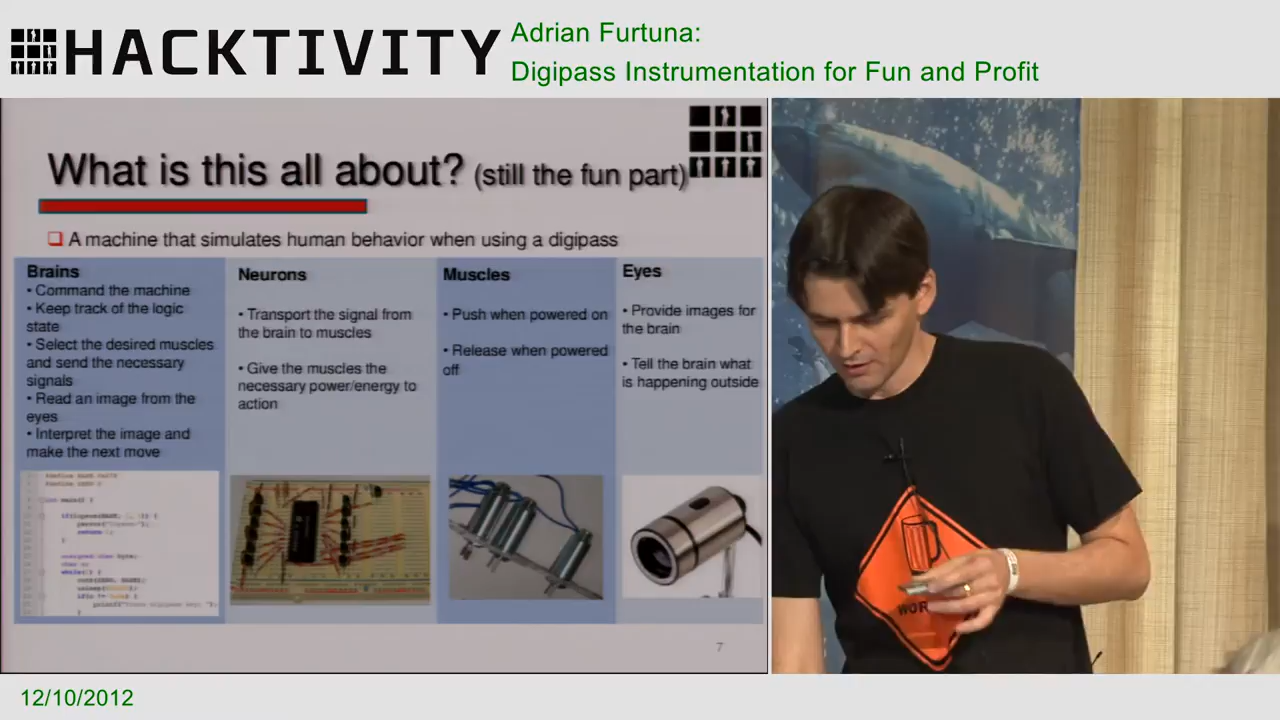 HACKTIVITY
Adrian Furtuna:
Digipass Instrumentation for Fun and Profit
What is this all about? (still the fun part)
A machine that simulates human behavior when using a digipass
Brains
• Command the machine
• Keep track of the logic
state
• Select the desired muscles
and send the necessary
signals
• Read an image from the
eyes
• Interpret the image and
make the next move
Neurons
• Transport the signal from
the brain to muscles
• Give the muscles the
necessary power/energy to
action
Muscles
• Push when powered on
• Release when powered
off
Eyes
• Provide images for
the brain
• Tell the brain what
is happening outside
7
12/10/2012